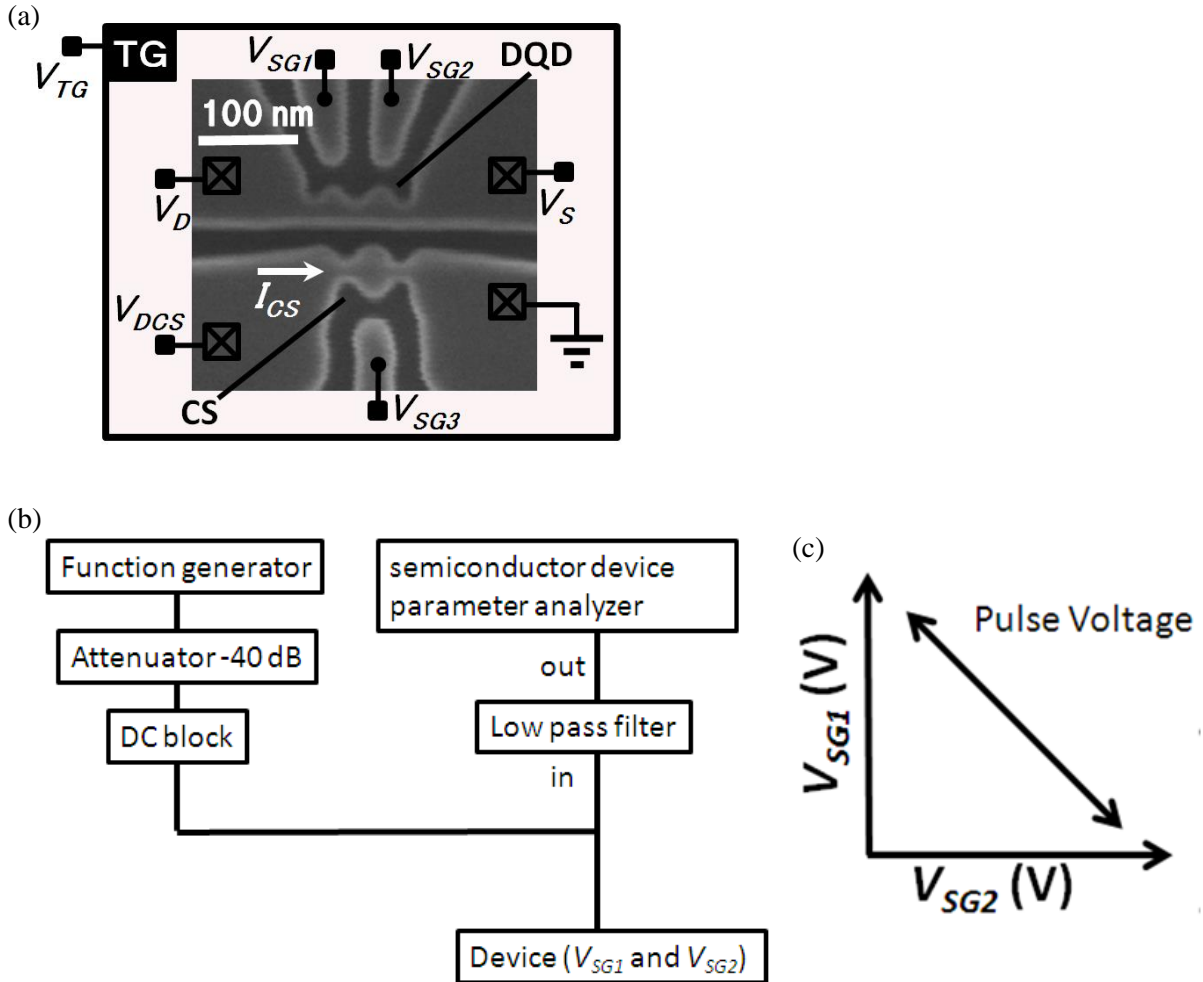 (a)
TG
V_TG
V_SG1
V_SG2
DQD
100 nm
V_D
V_S
I_CS
V_DCS
CS
V_SG3
(b)
Function generator
Attenuator -40 dB
DC block
semiconductor device
parameter analyzer
out
Low pass filter
in
Device (V_SG1 and V_SG2)
(c)
Pulse Voltage
V_SG1 (V)
V_SG2 (V)